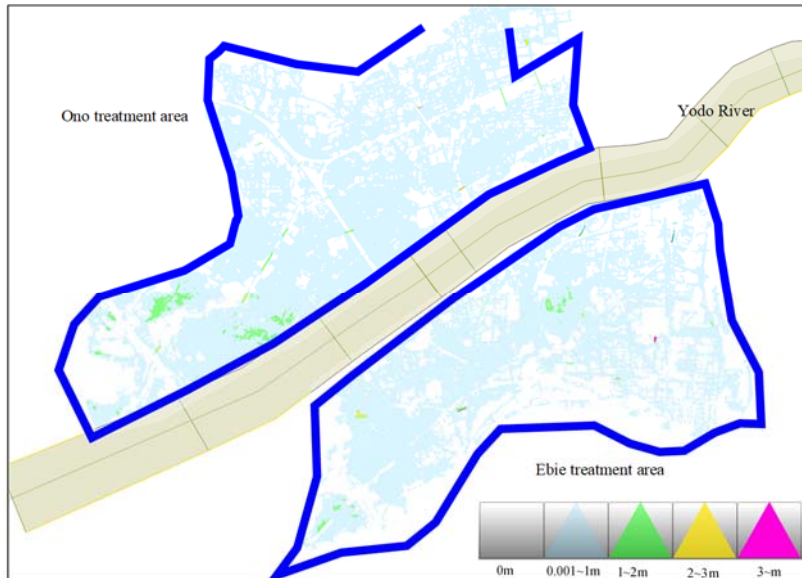 Ono treatment area
Yodo River
Ebie treatment area
0m 0.001~1m 1~2m 2~3m 3~m